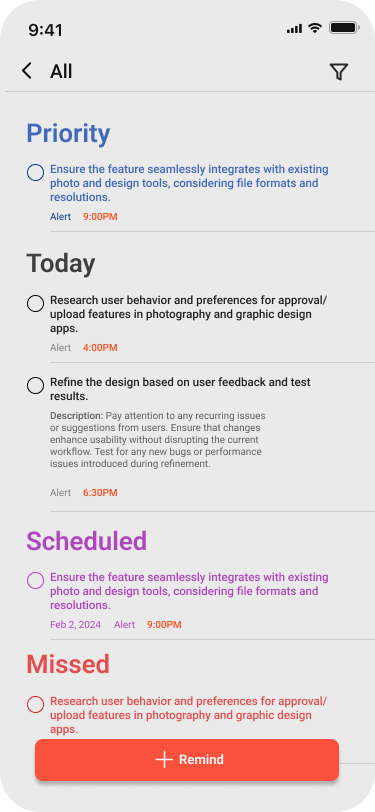 9:41
All
Priority
Ensure the feature seamlessly integrates with existing
photo and design tools, considering file formats and
resolutions.
Alert 9:00PM
Today
Research user behavior and preferences for approval/
upload features in photography and graphic design
apps.
Alert 4:00PM
Refine the design based on user feedback and test
results.
Description: Pay attention to any recurring issues
or suggestions from users. Ensure that changes
enhance usability without disrupting the current
workflow. Test for any new bugs or performance
issues introduced during refinement.
Alert 6:30PM
Scheduled
Ensure the feature seamlessly integrates with existing
photo and design tools, considering file formats and
resolutions.
Feb 2, 2024 Alert 9:00PM
Missed
Research user behavior and preferences for approval/
upload features in photography and graphic design
apps.
Remind